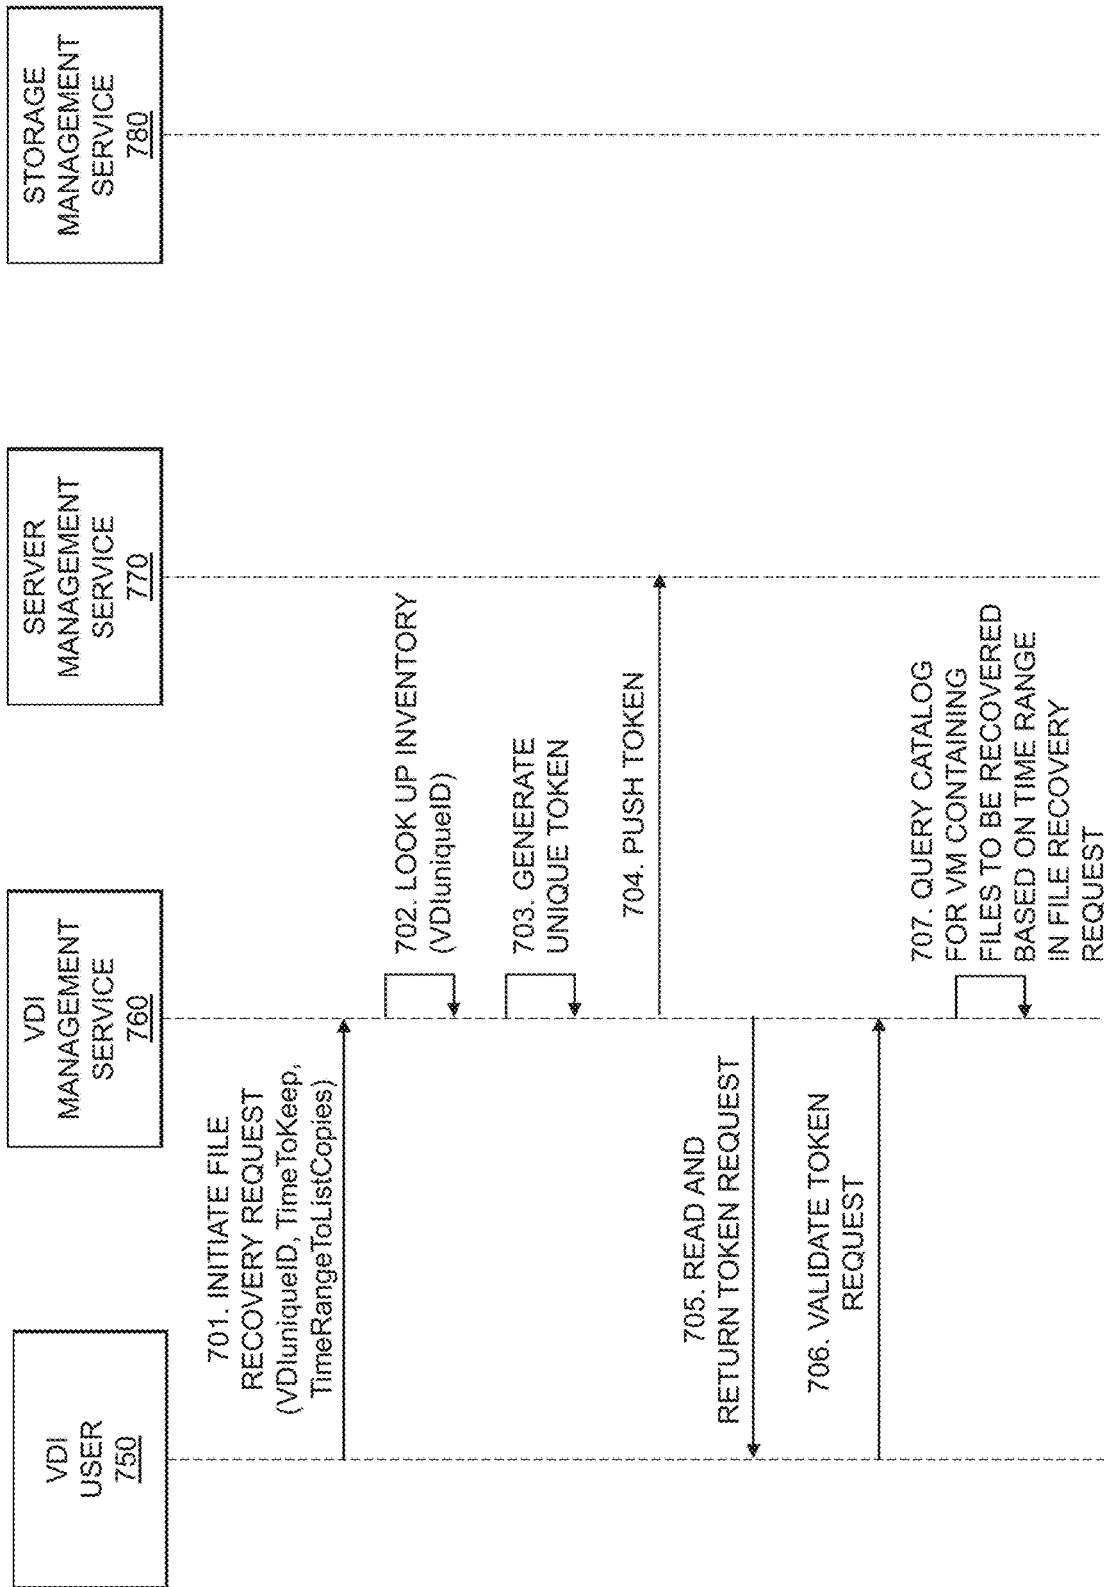 VDI
USER
750
VDI
MANAGEMENT
SERVICE
760
SERVER
MANAGEMENT
SERVICE
770
STORAGE
MANAGEMENT
SERVICE
780
701. INITIATE FILE
RECOVERY REQUEST
(VDIuniqueID, TimeToKeep,
TimeRangeToListCopies)
702. LOOK UP INVENTORY
(VDIuniqueID)
703. GENERATE
UNIQUE TOKEN
704. PUSH TOKEN
705. READ AND
RETURN TOKEN REQUEST
706. VALIDATE TOKEN
REQUEST
707. QUERY CATALOG
FOR VM CONTAINING
FILES TO BE RECOVERED
BASED ON TIME RANGE
IN FILE RECOVERY
REQUEST